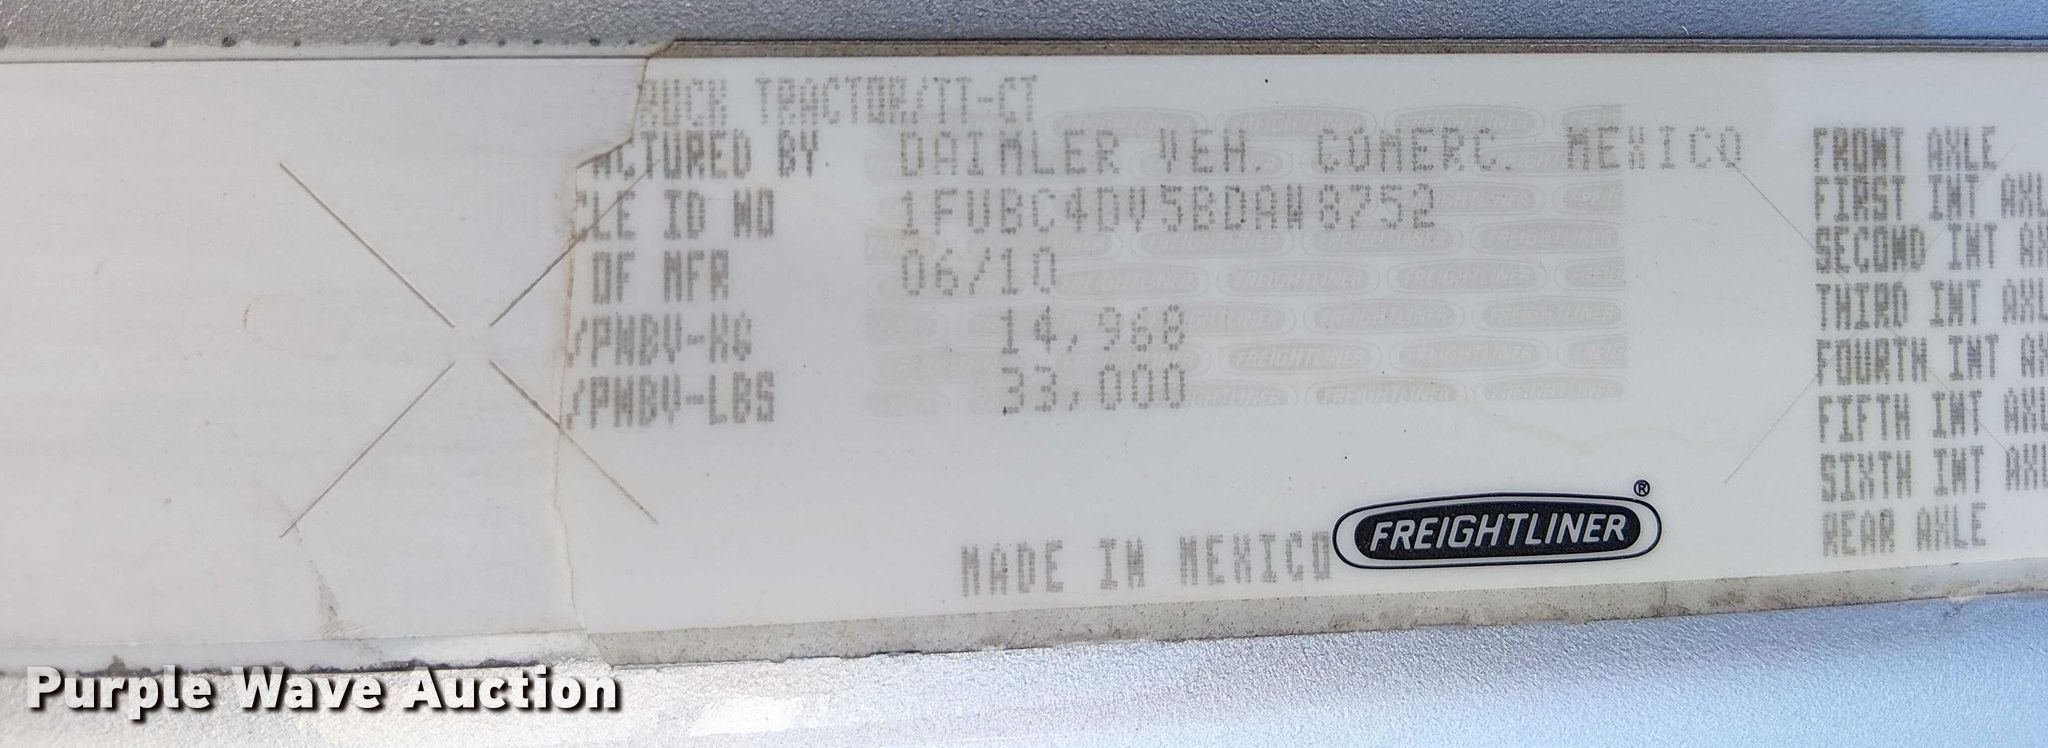 RUCK TRACTOR/TT-CT
ACTURED BY DAIMLER VEH. COMERC. MEXICO
CLE ID NO 1FUBC4DV5BDAW8752
OF MFR 06/10
/PNBV-KG 14,968
/PNBV-LBS 33,000
MADE IN MEXICO
FREIGHTLINER®
FRONT AXLE
FIRST INT AXL
SECOND INT AX
THIRD INT AXL
FOURTH INT AX
FIFTH INT AXL
SIXTH INT AXL
REAR AXLE
Purple Wave Auction